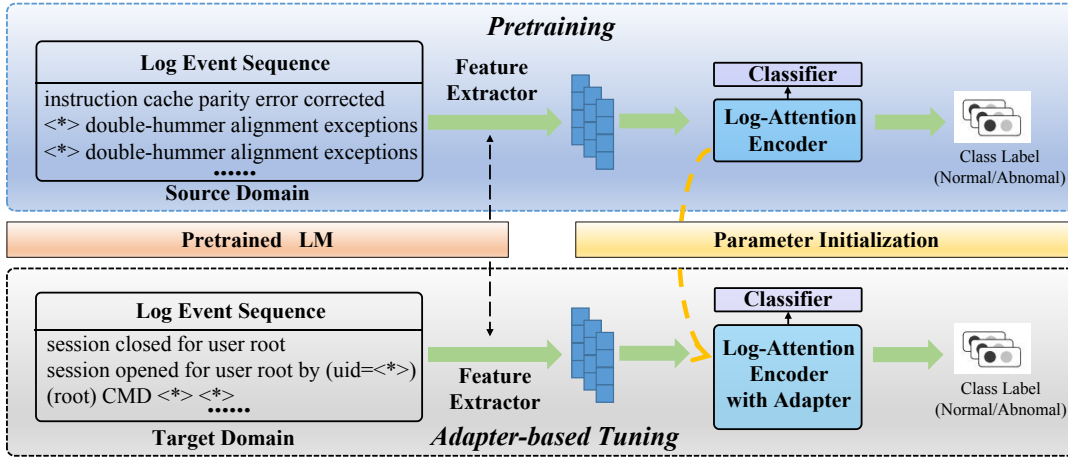 Pretraining
Log Event Sequence
instruction cache parity error corrected
<*> double-hummer alignment exceptions
<*> double-hummer alignment exceptions
......
Source Domain
Feature
Extractor
Classifier
Log-Attention
Encoder
Class Label
(Normal/Abnomal)
Pretrained LM
Parameter Initialization
Log Event Sequence
session closed for user root
session opened for user root by (uid=<*>)
(root) CMD <*> <*>
......
Target Domain
Feature
Extractor
Adapter-based Tuning
Classifier
Log-Attention
Encoder
with Adapter
Class Label
(Normal/Abnomal)